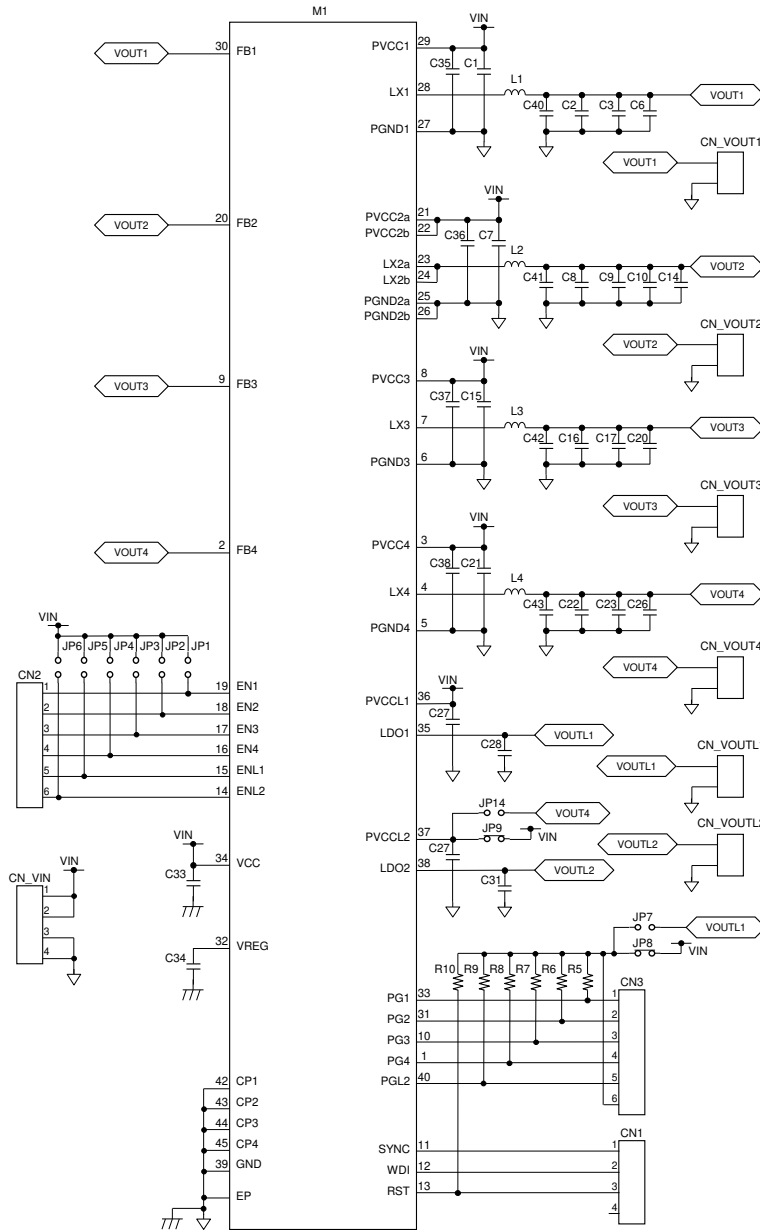 M1
VOUT1 30 FB1
VOUT2 20 FB2
VOUT3 9 FB3
VOUT4 2 FB4
VIN
JP6 JP5 JP4 JP3 JP2 JP1
CN2
1 19 EN1
2 18 EN2
3 17 EN3
4 16 EN4
5 15 ENL1
6 14 ENL2
VIN
34 VCC
C33
VIN
CN_VIN
1
2
3
4
32 VREG
C34
42 CP1
43 CP2
44 CP3
45 CP4
39 GND
EP
VIN
PVCC1 29
C35 C1
LX1 28 L1 VOUT1
C40 C2 C3 C6
PGND1 27
CN_VOUT1
VOUT1
VIN
PVCC2a 21
PVCC2b 22
C36 C7
LX2a 23 L2 VOUT2
LX2b 24
C41 C8 C9 C10 C14
PGND2a 25
PGND2b 26
CN_VOUT2
VOUT2
VIN
PVCC3 8
C37 C15
LX3 7 L3 VOUT3
C42 C16 C17 C20
PGND3 6
CN_VOUT3
VOUT3
VIN
PVCC4 3
C38 C21
LX4 4 L4 VOUT4
C43 C22 C23 C26
PGND4 5
CN_VOUT4
VOUT4
VIN
PVCCL1 36
C27
LDO1 35 VOUTL1
C28
CN_VOUTL1
VOUTL1
JP14 VOUT4
PVCCL2 37 JP9 VIN
C27
LDO2 38 VOUTL2
C31
CN_VOUTL2
VOUTL2
JP7 VOUTL1
JP8 VIN
R10 R9 R8 R7 R6 R5
CN3
PG1 33 1
PG2 31 2
PG3 10 3
PG4 1 4
PGL2 40 5
6
CN1
SYNC 11 1
WDI 12 2
RST 13 3
4